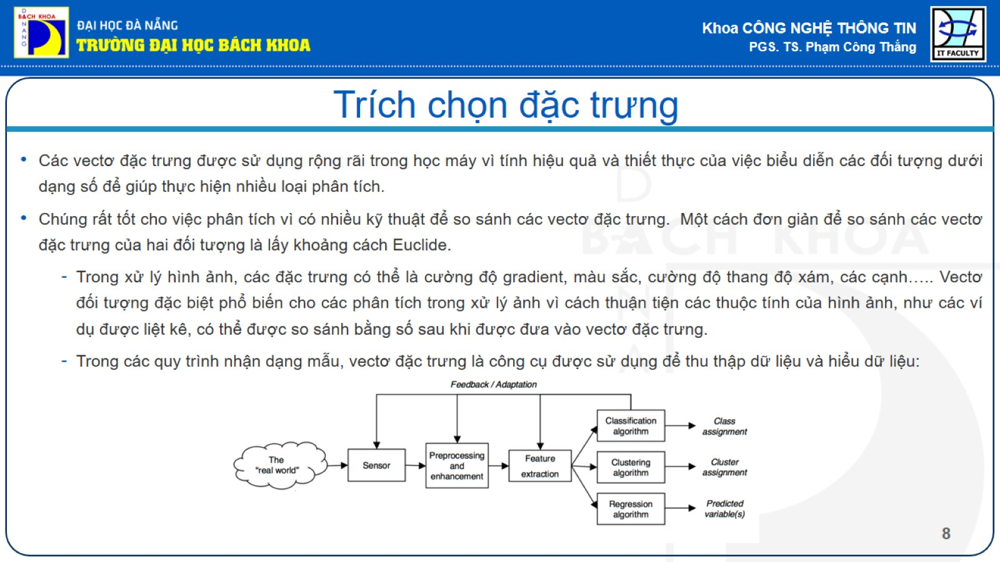 ĐẠI HỌC ĐÀ NẴNG
TRƯỜNG ĐẠI HỌC BÁCH KHOA
BACH KHOA
DA NANG
Khoa CÔNG NGHỆ THÔNG TIN
PGS. TS. Phạm Công Thắng
IT FACULTY
Trích chọn đặc trưng
• Các vectơ đặc trưng được sử dụng rộng rãi trong học máy vì tính hiệu quả và thiết thực của việc biểu diễn các đối tượng dưới
dạng số để giúp thực hiện nhiều loại phân tích.
• Chúng rất tốt cho việc phân tích vì có nhiều kỹ thuật để so sánh các vectơ đặc trưng. Một cách đơn giản để so sánh các vectơ
đặc trưng của hai đối tượng là lấy khoảng cách Euclide.
- Trong xử lý hình ảnh, các đặc trưng có thể là cường độ gradient, màu sắc, cường độ thang độ xám, các cạnh….. Vectơ
đối tượng đặc biệt phổ biến cho các phân tích trong xử lý ảnh vì cách thuận tiện các thuộc tính của hình ảnh, như các ví
dụ được liệt kê, có thể được so sánh bằng số sau khi được đưa vào vectơ đặc trưng.
- Trong các quy trình nhận dạng mẫu, vectơ đặc trưng là công cụ được sử dụng để thu thập dữ liệu và hiểu dữ liệu:
Feedback / Adaptation
The
"real world"
Sensor
Preprocessing
and
enhancement
Feature
extraction
Classification
algorithm
Class
assignment
Clustering
algorithm
Cluster
assignment
Regression
algorithm
Predicted
variable(s)
BACH KHOA
8